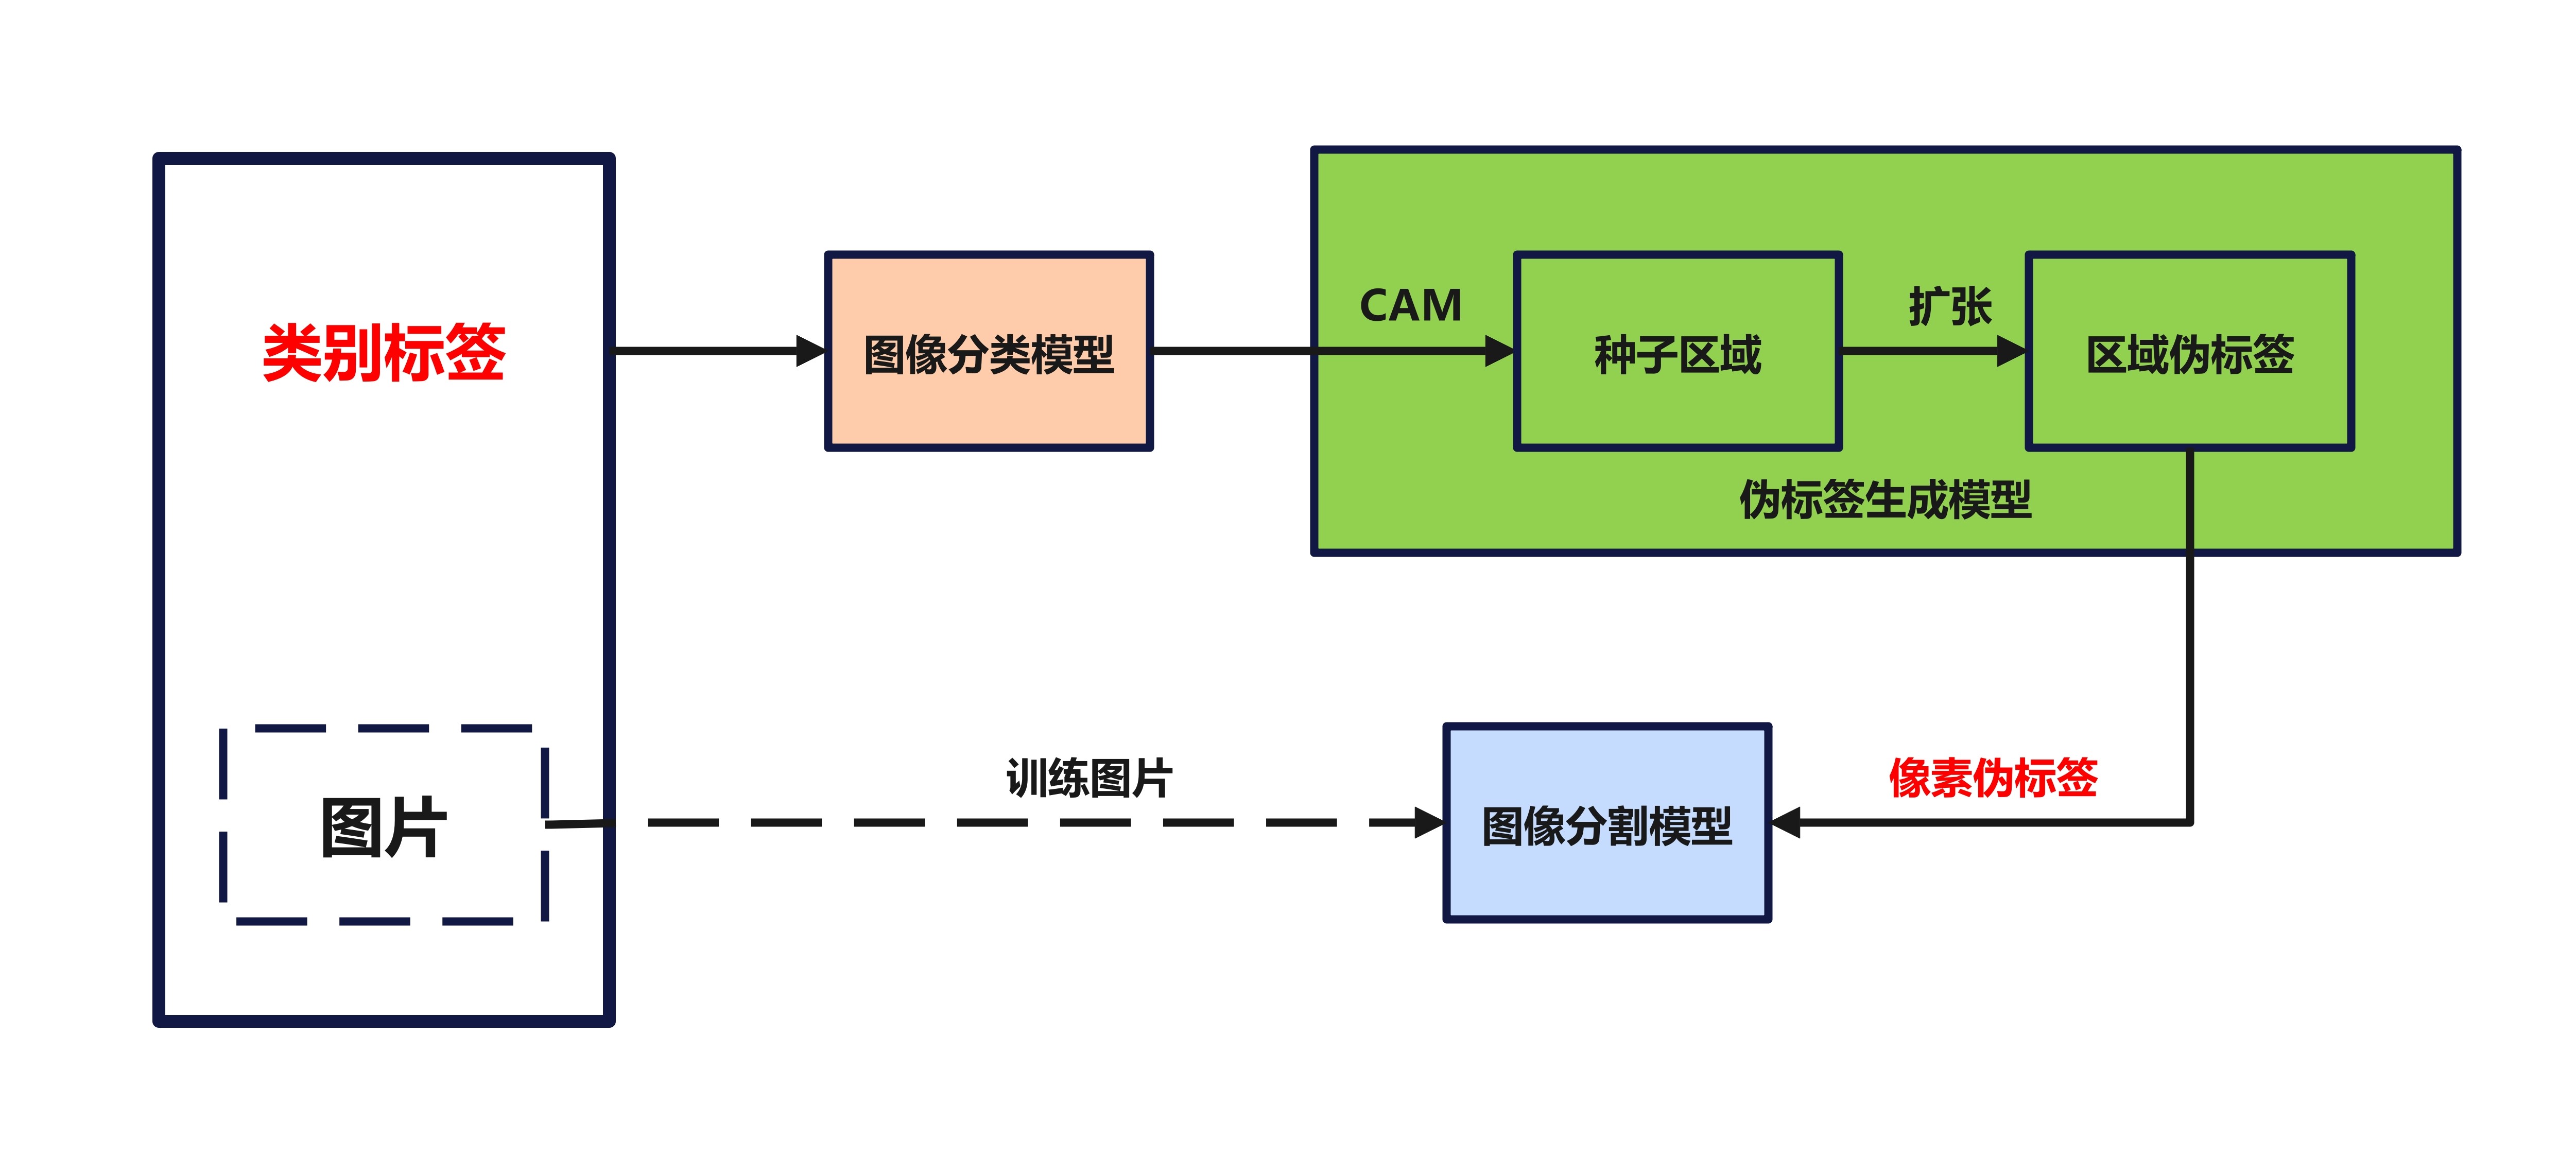 类别标签
图片
图像分类模型
CAM
种子区域
扩张
区域伪标签
伪标签生成模型
训练图片
图像分割模型
像素伪标签